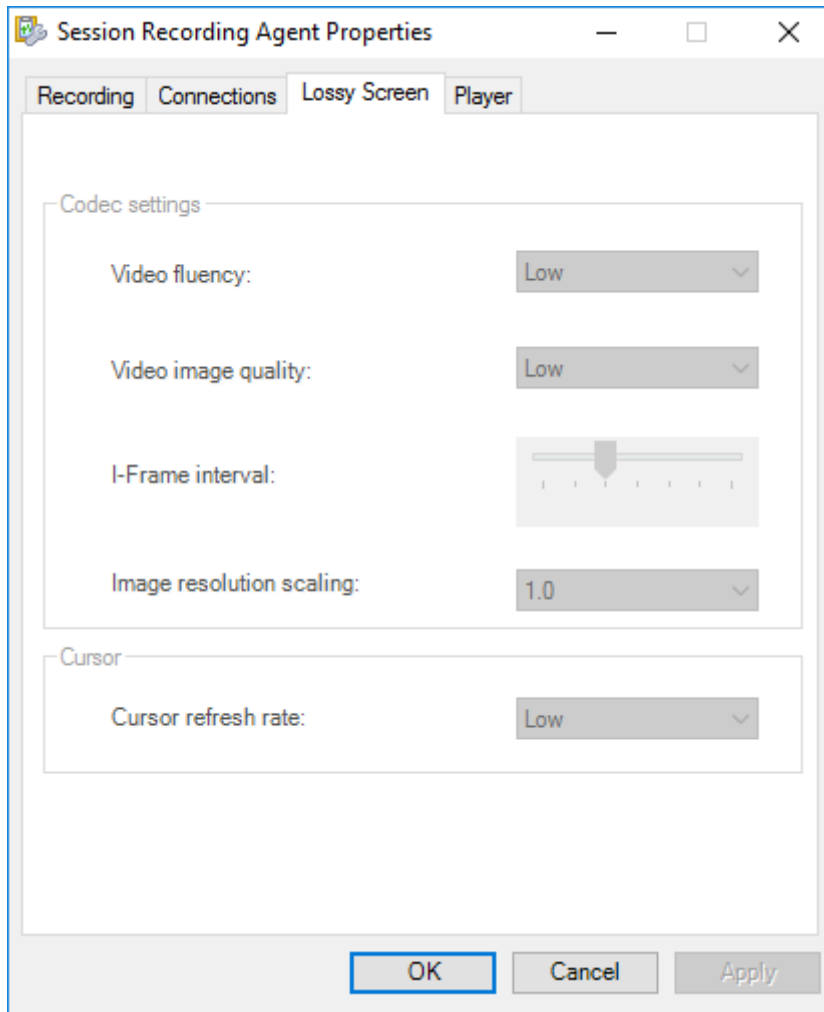 Session Recording Agent Properties
Recording Connections Lossy Screen Player
Codec settings
Video fluency: Low
Video image quality: Low
I-Frame interval:
Image resolution scaling: 1.0
Cursor
Cursor refresh rate: Low
OK Cancel Apply